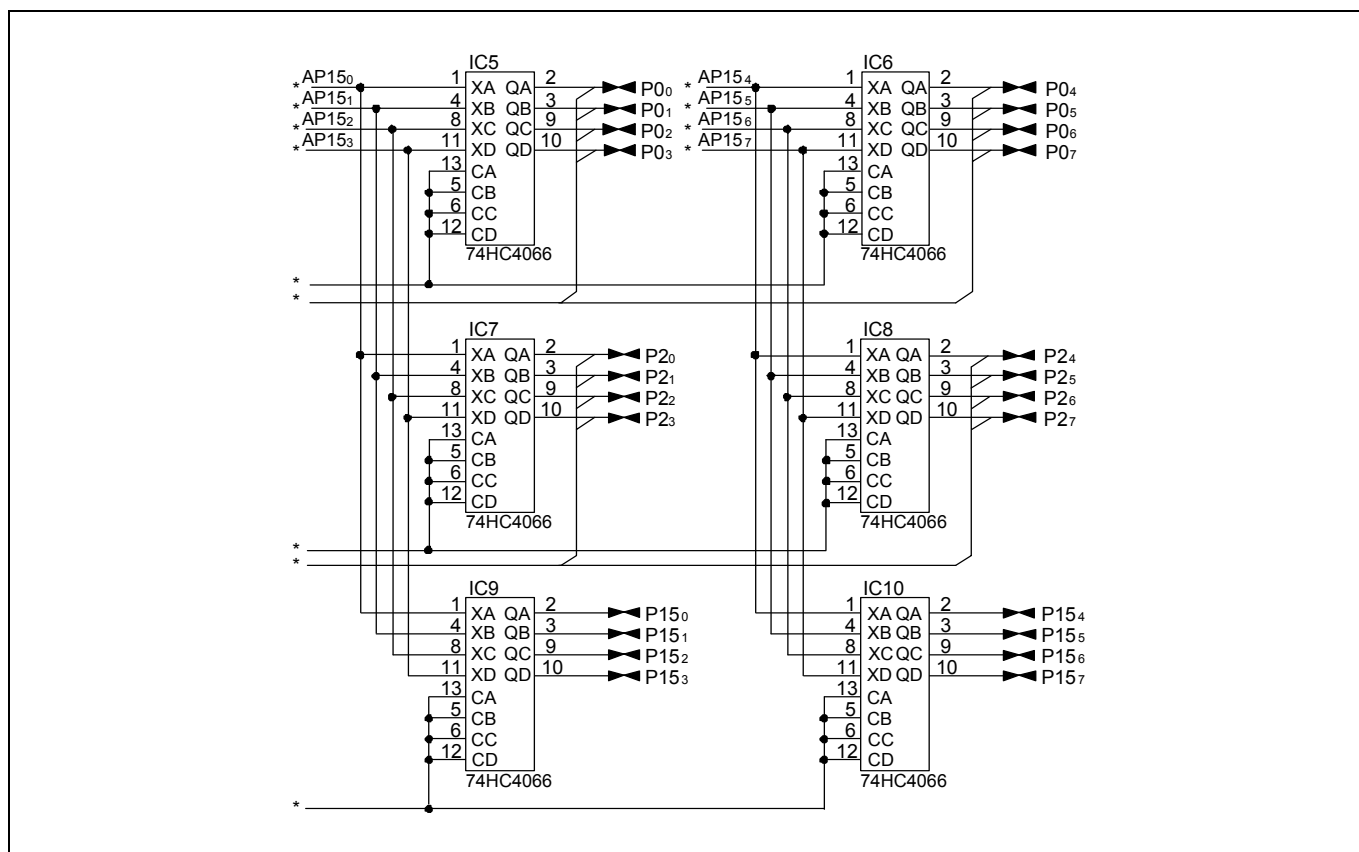 IC5
* AP150 1 XA QA 2 P00
* AP151 4 XB QB 3 P01
* AP152 8 XC QC 9 P02
* AP153 11 XD QD 10 P03
13 CA
5 CB
6 CC
12 CD
74HC4066
IC6
* AP154 1 XA QA 2 P04
* AP155 4 XB QB 3 P05
* AP156 8 XC QC 9 P06
* AP157 11 XD QD 10 P07
13 CA
5 CB
6 CC
12 CD
74HC4066
*
*
IC7
1 XA QA 2 P20
4 XB QB 3 P21
8 XC QC 9 P22
11 XD QD 10 P23
13 CA
5 CB
6 CC
12 CD
74HC4066
IC8
1 XA QA 2 P24
4 XB QB 3 P25
8 XC QC 9 P26
11 XD QD 10 P27
13 CA
5 CB
6 CC
12 CD
74HC4066
*
*
IC9
1 XA QA 2 P150
4 XB QB 3 P151
8 XC QC 9 P152
11 XD QD 10 P153
13 CA
5 CB
6 CC
12 CD
74HC4066
IC10
1 XA QA 2 P154
4 XB QB 3 P155
8 XC QC 9 P156
11 XD QD 10 P157
13 CA
5 CB
6 CC
12 CD
74HC4066
*